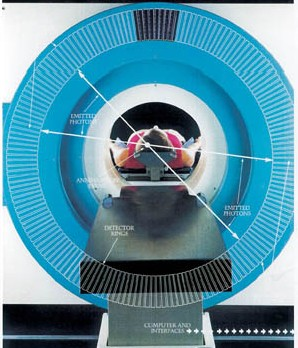 EMITTED
PHOTONS
EMITTED
PHOTONS
DETECTOR
RINGS
COMPUTER AND
INTERFACES